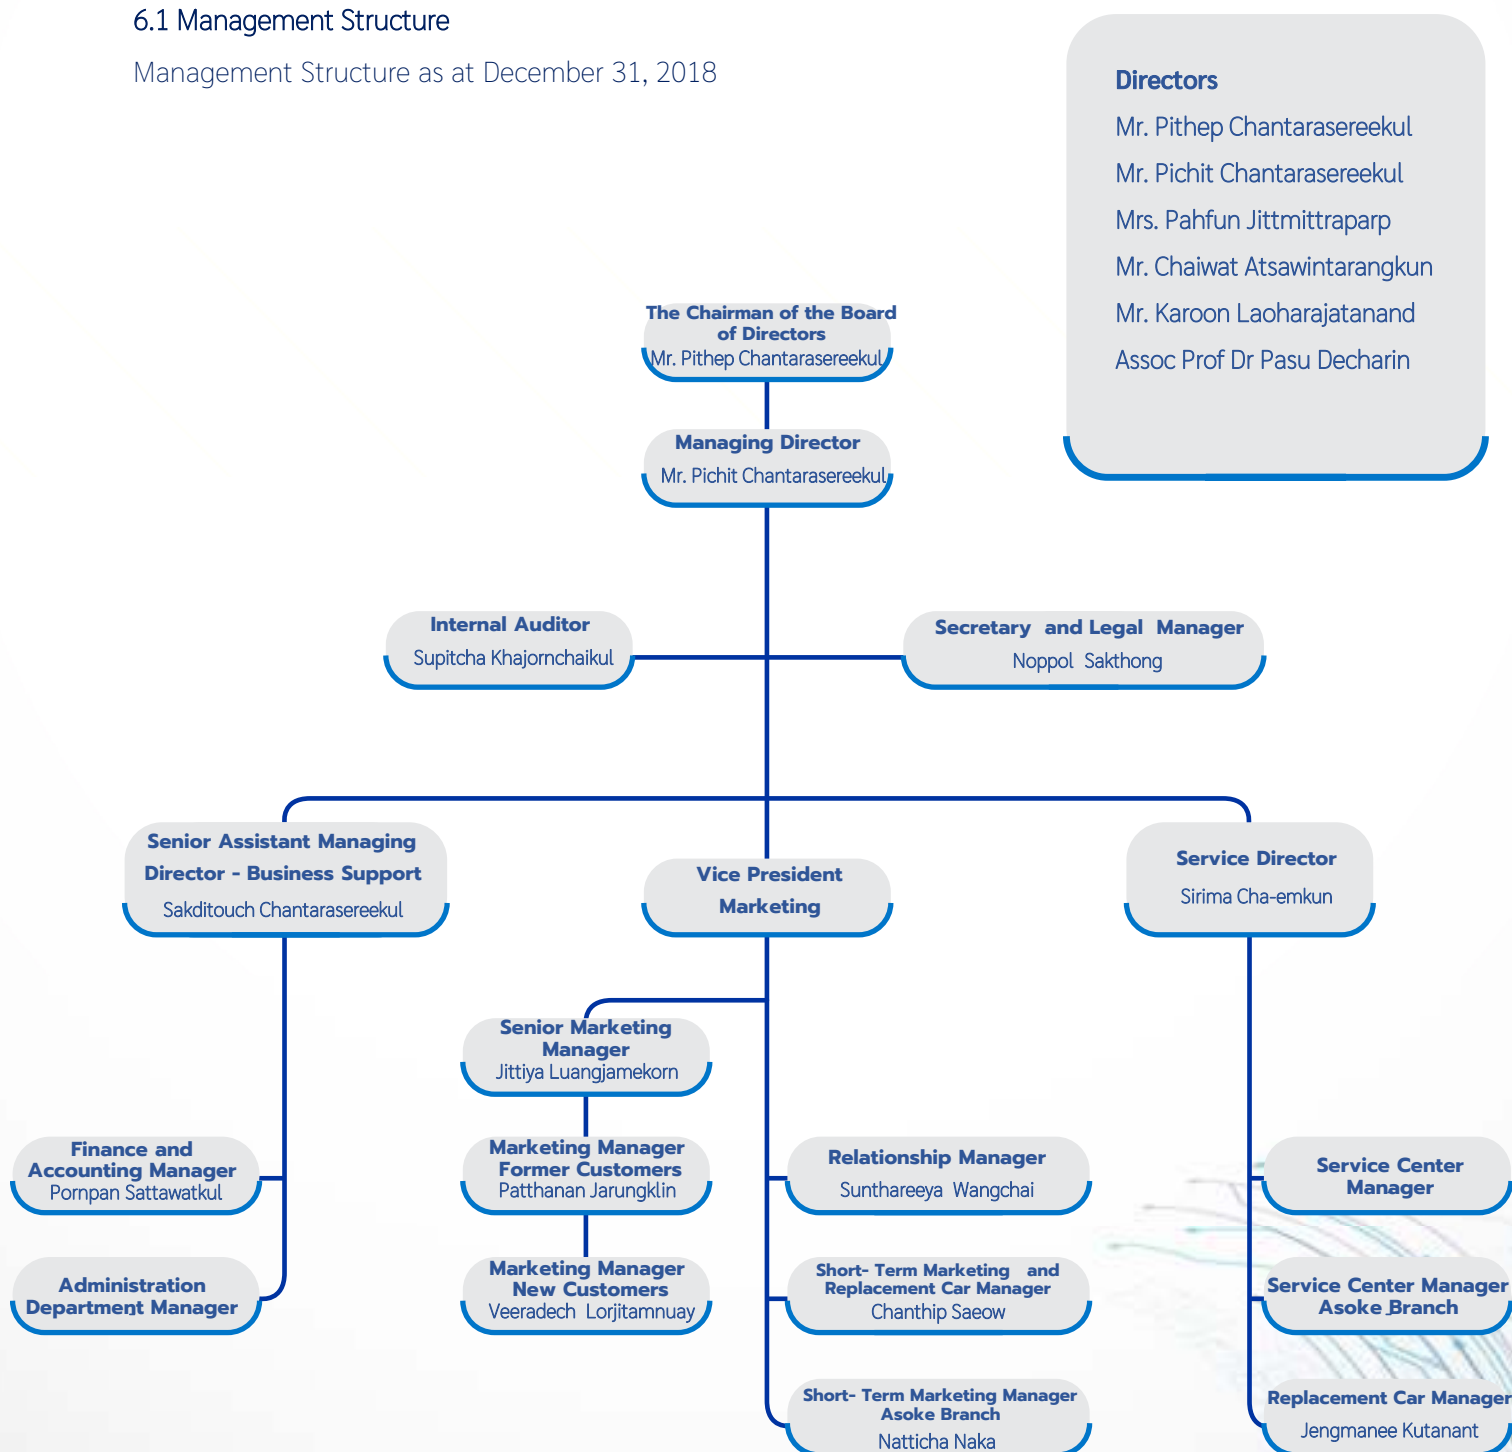 6.1 Management Structure
Management Structure as at December 31, 2018
Directors
Mr. Pithep Chantarasereekul
Mr. Pichit Chantarasereekul
Mrs. Pahfun Jittmittraparp
Mr. Chaiwat Atsawintarangkun
Mr. Karoon Laoharajatanand
Assoc Prof Dr Pasu Decharin
The Chairman of the Board
of Directors
Mr. Pithep Chantarasereekul
Managing Director
Mr. Pichit Chantarasereekul
Internal Auditor
Supitcha Khajornchaikul
Secretary and Legal Manager
Noppol Sakthong
Senior Assistant Managing
Director - Business Support
Sakditouch Chantarasereekul
Vice President
Marketing
Service Director
Sirima Cha-emkun
Senior Marketing
Manager
Jittiya Luangjamekorn
Finance and
Accounting Manager
Pornpan Sattawatkul
Marketing Manager
Former Customers
Patthanan Jarungklin
Relationship Manager
Sunthareeya Wangchai
Service Center
Manager
Administration
Department Manager
Marketing Manager
New Customers
Veeradech Lorjitamnuay
Short- Term Marketing and
Replacement Car Manager
Chanthip Saeow
Service Center Manager
Asoke Branch
Short- Term Marketing Manager
Asoke Branch
Natticha Naka
Replacement Car Manager
Jengmanee Kutanant